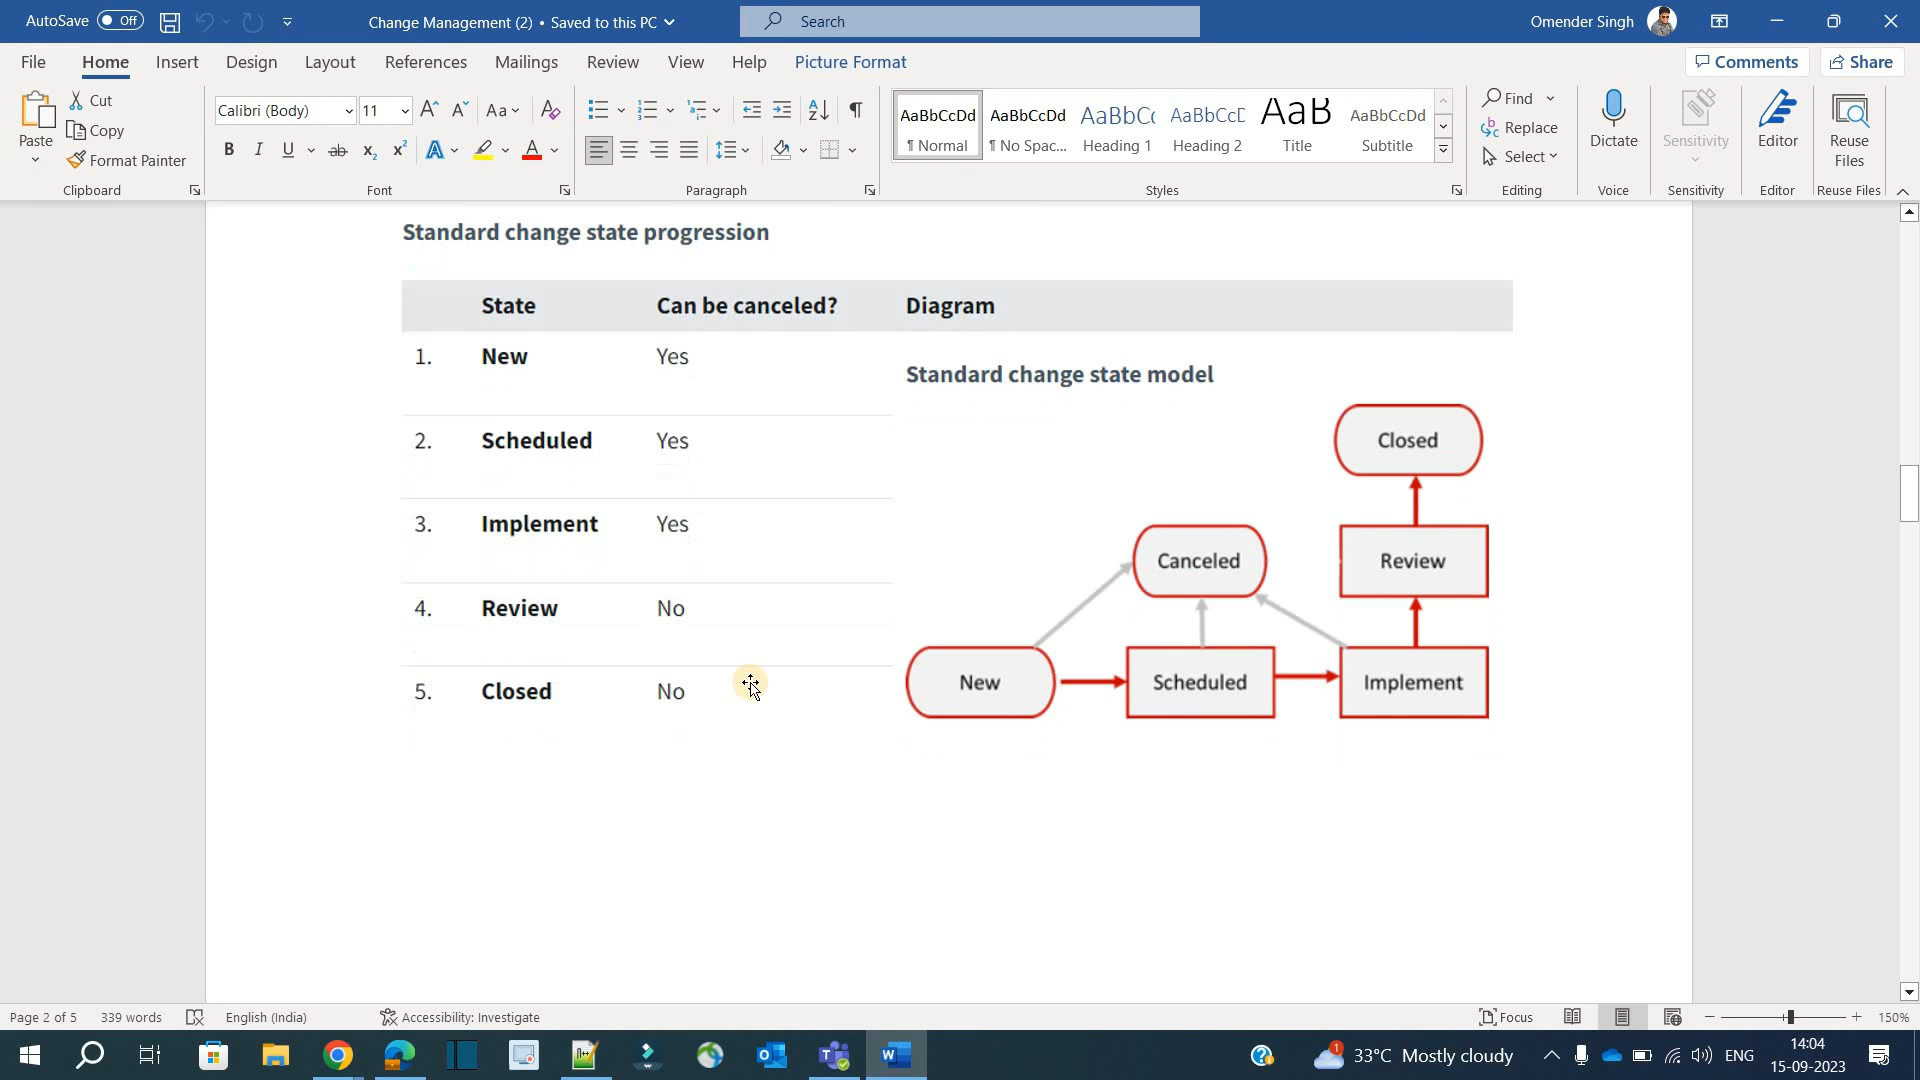 AutoSave Off Change Management (2) • Saved to this PC Search Omender Singh
File Home Insert Design Layout References Mailings Review View Help Picture Format Comments Share
Paste Cut Copy Format Painter
Clipboard
Calibri (Body) 11 Aa
B I U ab x₂ x² A A
Font
Paragraph
AaBbCcDd AaBbCcDd AaBbCc AaBbCcD AaB AaBbCcDd
¶ Normal ¶ No Spac... Heading 1 Heading 2 Title Subtitle
Styles
Find
Replace
Select
Editing
Dictate
Voice
Sensitivity
Sensitivity
Editor
Editor
Reuse
Files
Reuse Files
Standard change state progression
State Can be canceled? Diagram
1. New Yes
2. Scheduled Yes
3. Implement Yes
4. Review No
5. Closed No
Standard change state model
Closed
Canceled Review
New Scheduled Implement
Page 2 of 5 339 words English (India) Accessibility: Investigate Focus 150%
33°C Mostly cloudy ENG 14:04
15-09-2023